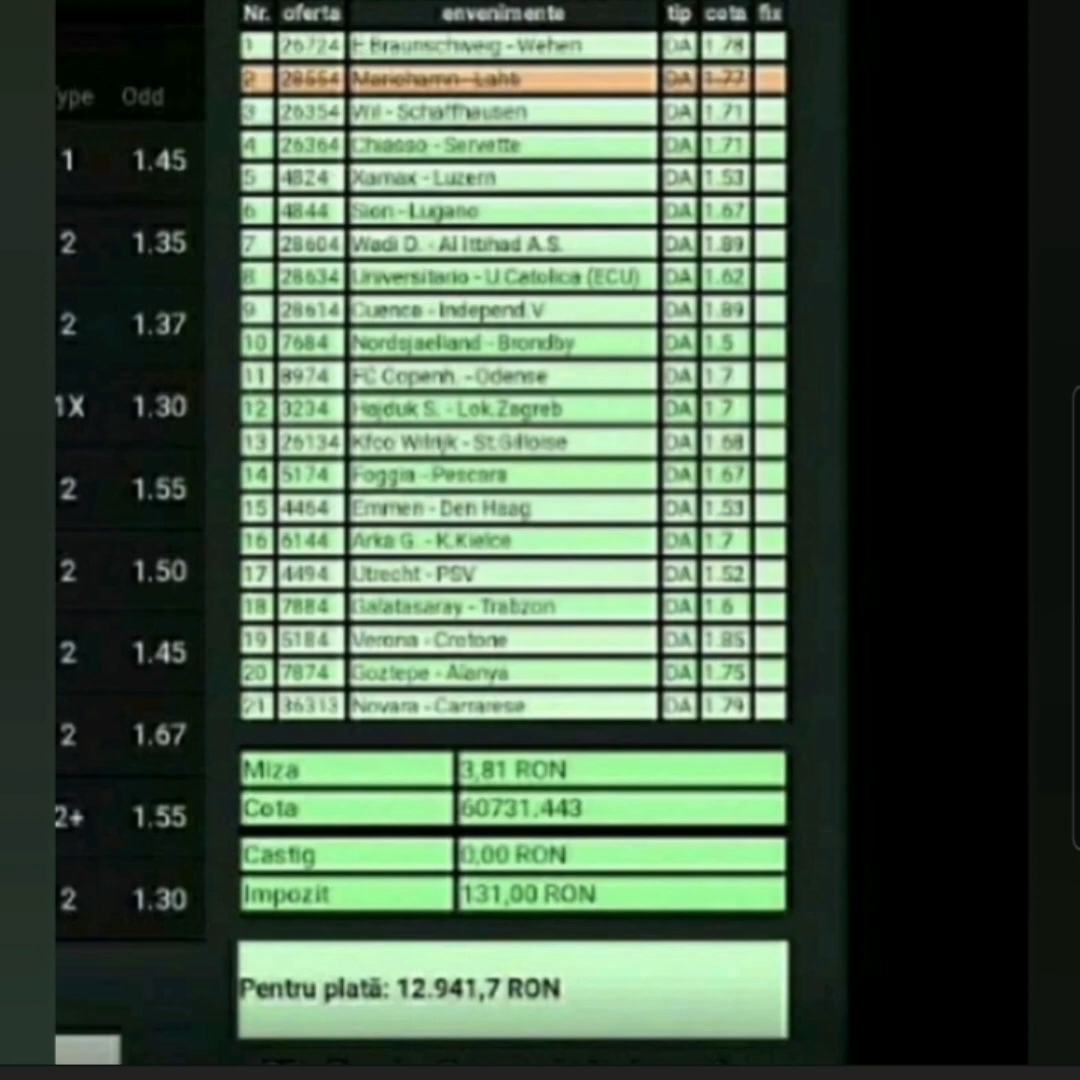 Type Odd
1 1.45
2 1.35
2 1.37
1X 1.30
2 1.55
2 1.50
2 1.45
2 1.67
2+ 1.55
2 1.30
Nr. oferta envenimente tip cota fix
1 26724 E.Braunschweig - Wehen DA 1.78
2 28554 Mariehamn - Lahti DA 1.77
3 26354 Wil - Schaffhausen DA 1.71
4 26364 Chiasso - Servette DA 1.71
5 4824 Xamax - Luzern DA 1.53
6 4844 Sion - Lugano DA 1.67
7 28604 Wadi D. - Al Ittihad A.S. DA 1.89
8 28634 Universitario - U.Catolica (ECU) DA 1.62
9 28614 Cuenca - Independ.V DA 1.89
10 7684 Nordsjaelland - Brondby DA 1.5
11 8974 FC Copenh. - Odense DA 1.7
12 3234 Hajduk S. - Lok.Zagreb DA 1.7
13 26134 Kfco Wilrijk - St.Gilloise DA 1.68
14 5174 Foggia - Pescara DA 1.67
15 4464 Emmen - Den Haag DA 1.53
16 6144 Arka G. - K.Kielce DA 1.7
17 4494 Utrecht - PSV DA 1.52
18 7884 Galatasaray - Trabzon DA 1.6
19 5184 Verona - Crotone DA 1.85
20 7874 Goztepe - Alanya DA 1.75
21 36313 Novara - Carrarese DA 1.79
Miza 3,81 RON
Cota 60731.443
Castig 0,00 RON
Impozit 131,00 RON
Pentru plată: 12.941,7 RON